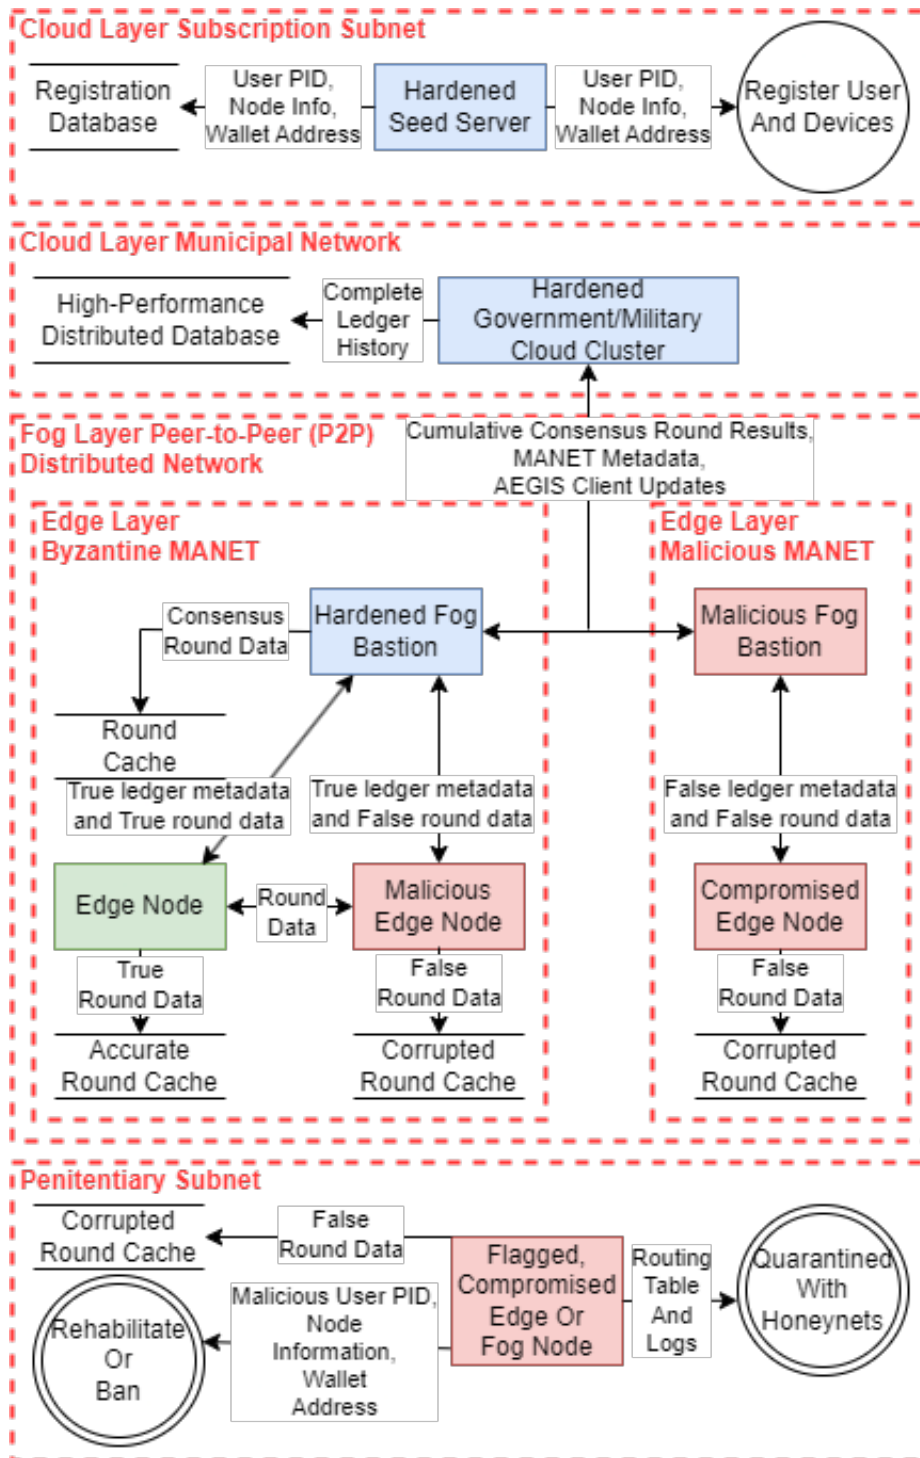 Cloud Layer Subscription Subnet
Registration
Database
User PID,
Node Info,
Wallet Address
Hardened
Seed Server
User PID,
Node Info,
Wallet Address
Register User
And Devices
Cloud Layer Municipal Network
High-Performance
Distributed Database
Complete
Ledger
History
Hardened
Government/Military
Cloud Cluster
Fog Layer Peer-to-Peer (P2P)
Distributed Network
Cumulative Consensus Round Results,
MANET Metadata,
AEGIS Client Updates
Edge Layer
Byzantine MANET
Edge Layer
Malicious MANET
Consensus
Round Data
Hardened Fog
Bastion
Malicious Fog
Bastion
Round
Cache
True ledger metadata
and True round data
True ledger metadata
and False round data
False ledger metadata
and False round data
Edge Node
Round
Data
Malicious
Edge Node
Compromised
Edge Node
True
Round Data
False
Round Data
False
Round Data
Accurate
Round Cache
Corrupted
Round Cache
Corrupted
Round Cache
Penitentiary Subnet
Corrupted
Round Cache
False
Round Data
Flagged,
Compromised
Edge Or
Fog Node
Routing
Table
And
Logs
Quarantined
With
Honeynets
Rehabilitate
Or
Ban
Malicious User PID,
Node
Information,
Wallet
Address